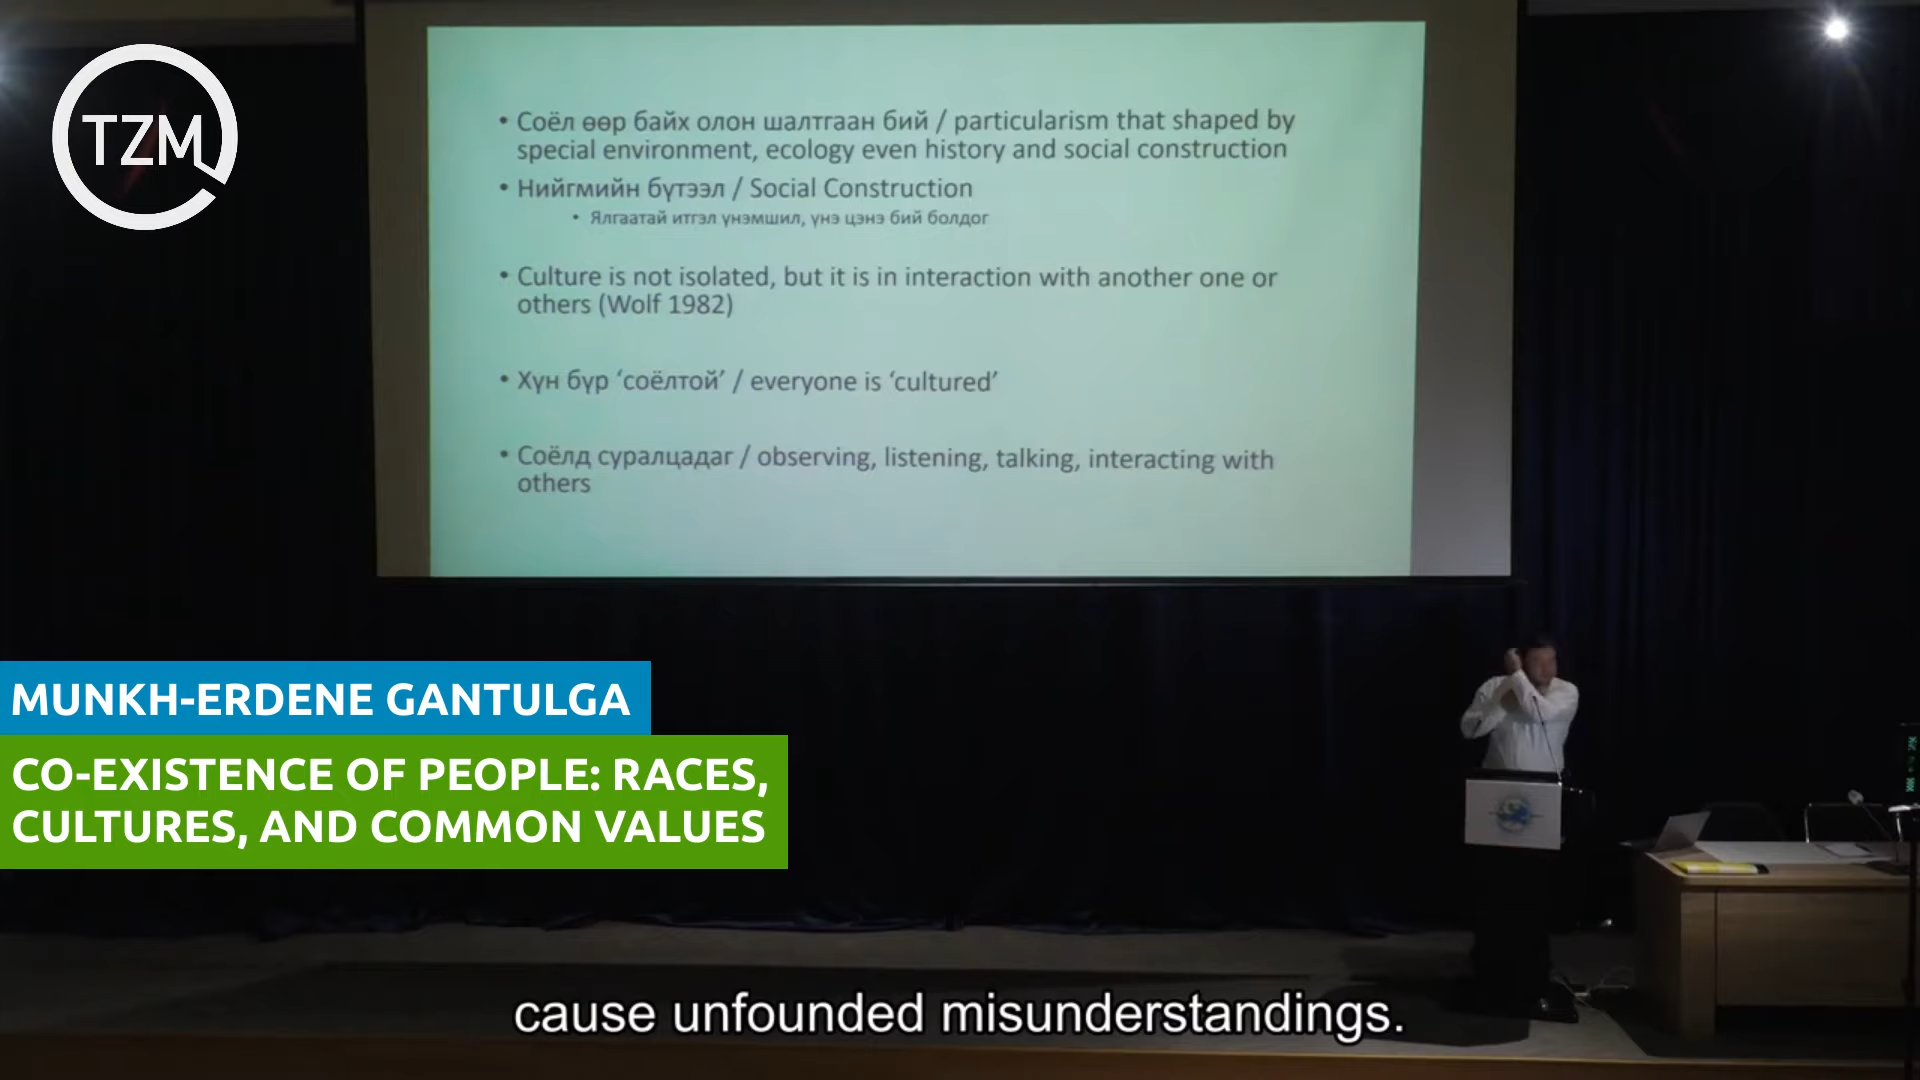 TZM
• Соёл өөр байх олон шалтгаан бий / particularism that shaped by
special environment, ecology even history and social construction
• Нийгмийн бүтээл / Social Construction
• Ялгаатай итгэл үнэмшил, үнэ цэнэ бий болдог
• Culture is not isolated, but it is in interaction with another one or
others (Wolf 1982)
• Хүн бүр ‘соёлтой’ / everyone is ‘cultured’
• Соёлд суралцадаг / observing, listening, talking, interacting with
others
MUNKH-ERDENE GANTULGA
CO-EXISTENCE OF PEOPLE: RACES,
CULTURES, AND COMMON VALUES
cause unfounded misunderstandings.